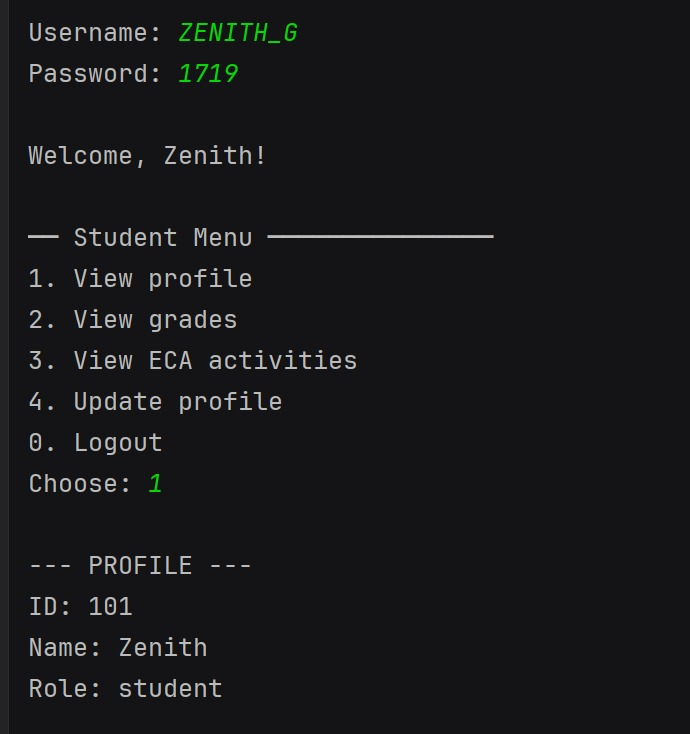 Username: ZENITH_G
Password: 1719
Welcome, Zenith!
── Student Menu ───────────────
1. View profile
2. View grades
3. View ECA activities
4. Update profile
0. Logout
Choose: 1
--- PROFILE ---
ID: 101
Name: Zenith
Role: student